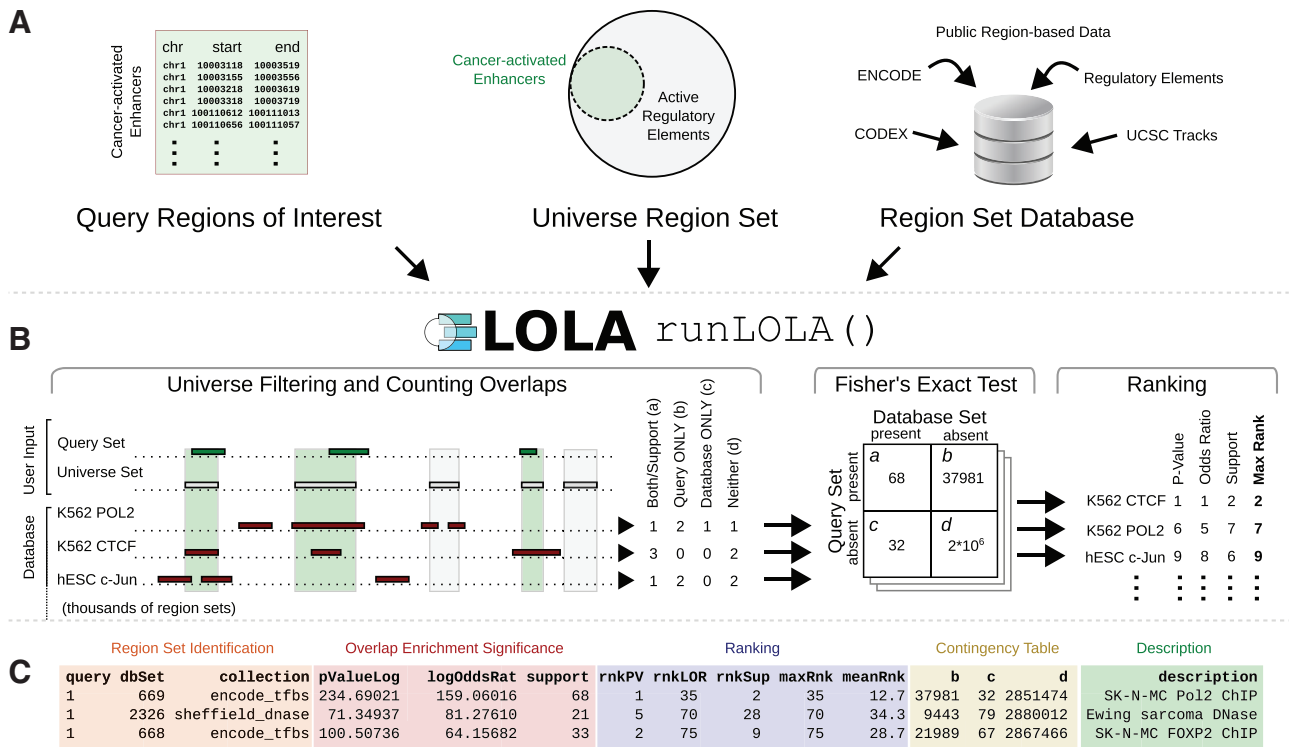 A
chr start end
chr1 10003118 10003519
chr1 10003155 10003556
chr1 10003218 10003619
chr1 10003318 10003719
chr1 100110612 100111013
chr1 100110656 100111057
Cancer-activated
Enhancers
Query Regions of Interest
Cancer-activated
Enhancers
Active
Regulatory
Elements
Universe Region Set
Public Region-based Data
ENCODE
Regulatory Elements
CODEX
UCSC Tracks
Region Set Database
B
LOLA runLOLA()
Universe Filtering and Counting Overlaps
User Input
Query Set
Universe Set
Database
K562 POL2
K562 CTCF
hESC c-Jun
(thousands of region sets)
Both/Support (a)
Query ONLY (b)
Database ONLY (c)
Neither (d)
1 2 1 1
3 0 0 2
1 2 0 2
Fisher's Exact Test
Database Set
present absent
Query Set
present
absent
a b
68 37981
c d
32 2*10⁶
Ranking
P-Value
Odds Ratio
Support
Max Rank
K562 CTCF 1 1 2 2
K562 POL2 6 5 7 7
hESC c-Jun 9 8 6 9
C
Region Set Identification Overlap Enrichment Significance Ranking Contingency Table Description
query dbSet collection pValueLog logOddsRat support rnkPV rnkLOR rnkSup maxRnk meanRnk b c d description
1 669 encode_tfbs 234.69021 159.06016 68 1 35 2 35 12.7 37981 32 2851474 SK-N-MC Pol2 ChIP
1 2326 sheffield_dnase 71.34937 81.27610 21 5 70 28 70 34.3 9443 79 2880012 Ewing sarcoma DNase
1 668 encode_tfbs 100.50736 64.15682 33 2 75 9 75 28.7 21989 67 2867466 SK-N-MC FOXP2 ChIP